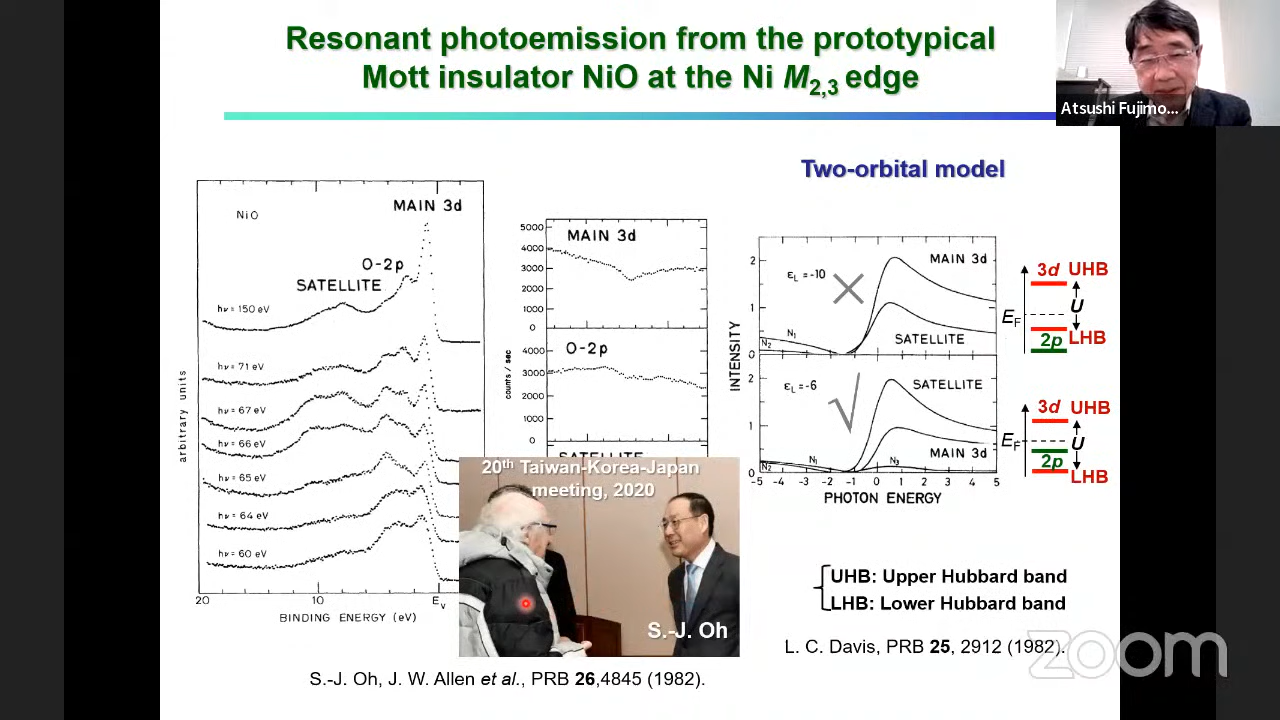 Resonant photoemission from the prototypical
Mott insulator NiO at the Ni M2,3 edge
Atsushi Fujimo...
Two-orbital model
NiO
MAIN 3d
O-2p
SATELLITE
hν = 150 eV
hν = 71 eV
hν = 67 eV
hν = 66 eV
hν = 65 eV
hν = 64 eV
hν = 60 eV
arbitrary units
20 10 Ev
BINDING ENERGY (eV)
5000
4000
3000
2000
1000
0
MAIN 3d
4000
3000
2000
1000
0
O-2p
counts / sec
SATELLITE
20th Taiwan-Korea-Japan
meeting, 2020
S.-J. Oh
INTENSITY
2
1
0
εL = -10
MAIN 3d
SATELLITE
N1
N2
2
1
0
εL = -6
SATELLITE
MAIN 3d
N1
N2
N3
-5 -4 -3 -2 -1 0 1 2 3 4 5
PHOTON ENERGY
3d UHB
U
EF
2p LHB
3d UHB
U
EF
2p
LHB
UHB: Upper Hubbard band
LHB: Lower Hubbard band
L. C. Davis, PRB 25, 2912 (1982).
S.-J. Oh, J. W. Allen et al., PRB 26,4845 (1982).
zoom